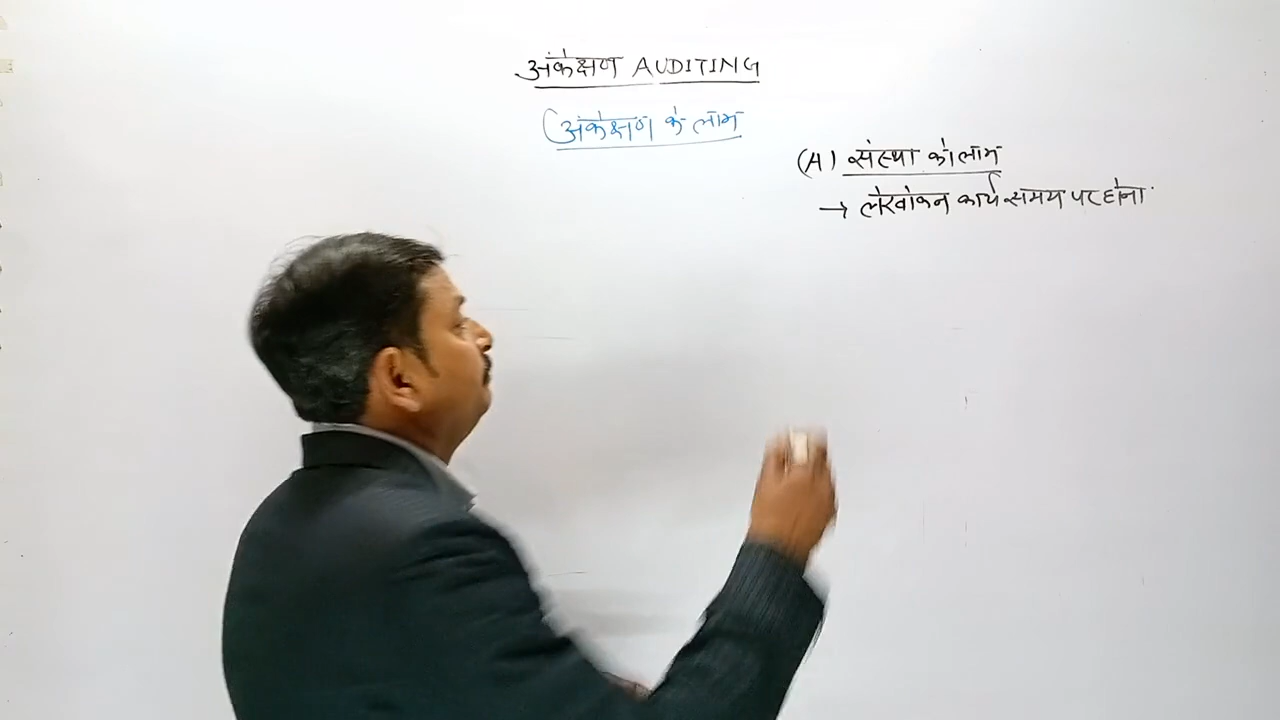 अंकेक्षण AUDITING
(अंकेक्षण के लाभ
(A) संस्था को लाभ
→ लेखांकन कार्य समय पर होना